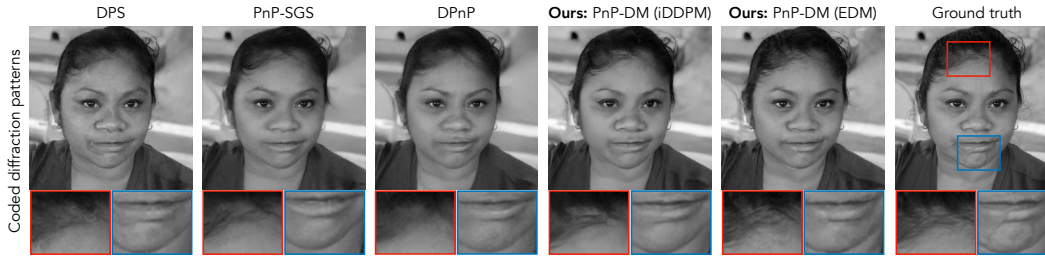 DPS
PnP-SGS
DPnP
Ours: PnP-DM (iDDPM)
Ours: PnP-DM (EDM)
Ground truth
Coded diffraction patterns